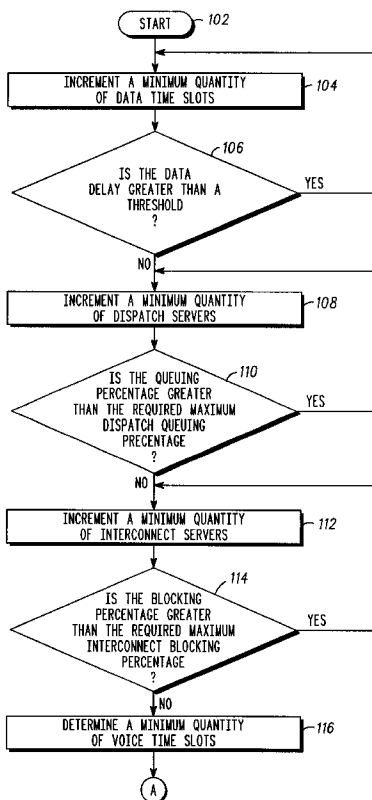 START
102
INCREMENT A MINIMUM QUANTITY
OF DATA TIME SLOTS
104
106
IS THE DATA
DELAY GREATER THAN A
THRESHOLD
?
YES
NO
INCREMENT A MINIMUM QUANTITY
OF DISPATCH SERVERS
108
110
IS THE QUEUING
PERCENTAGE GREATER
THAN THE REQUIRED MAXIMUM
DISPATCH QUEUING
PRECENTAGE
?
YES
NO
INCREMENT A MINIMUM QUANTITY
OF INTERCONNECT SERVERS
112
114
IS THE BLOCKING
PERCENTAGE GREATER
THAN THE REQUIRED MAXIMUM
INTERCONNECT BLOCKING
PERCENTAGE
?
YES
NO
DETERMINE A MINIMUM QUANTITY
OF VOICE TIME SLOTS
116
A